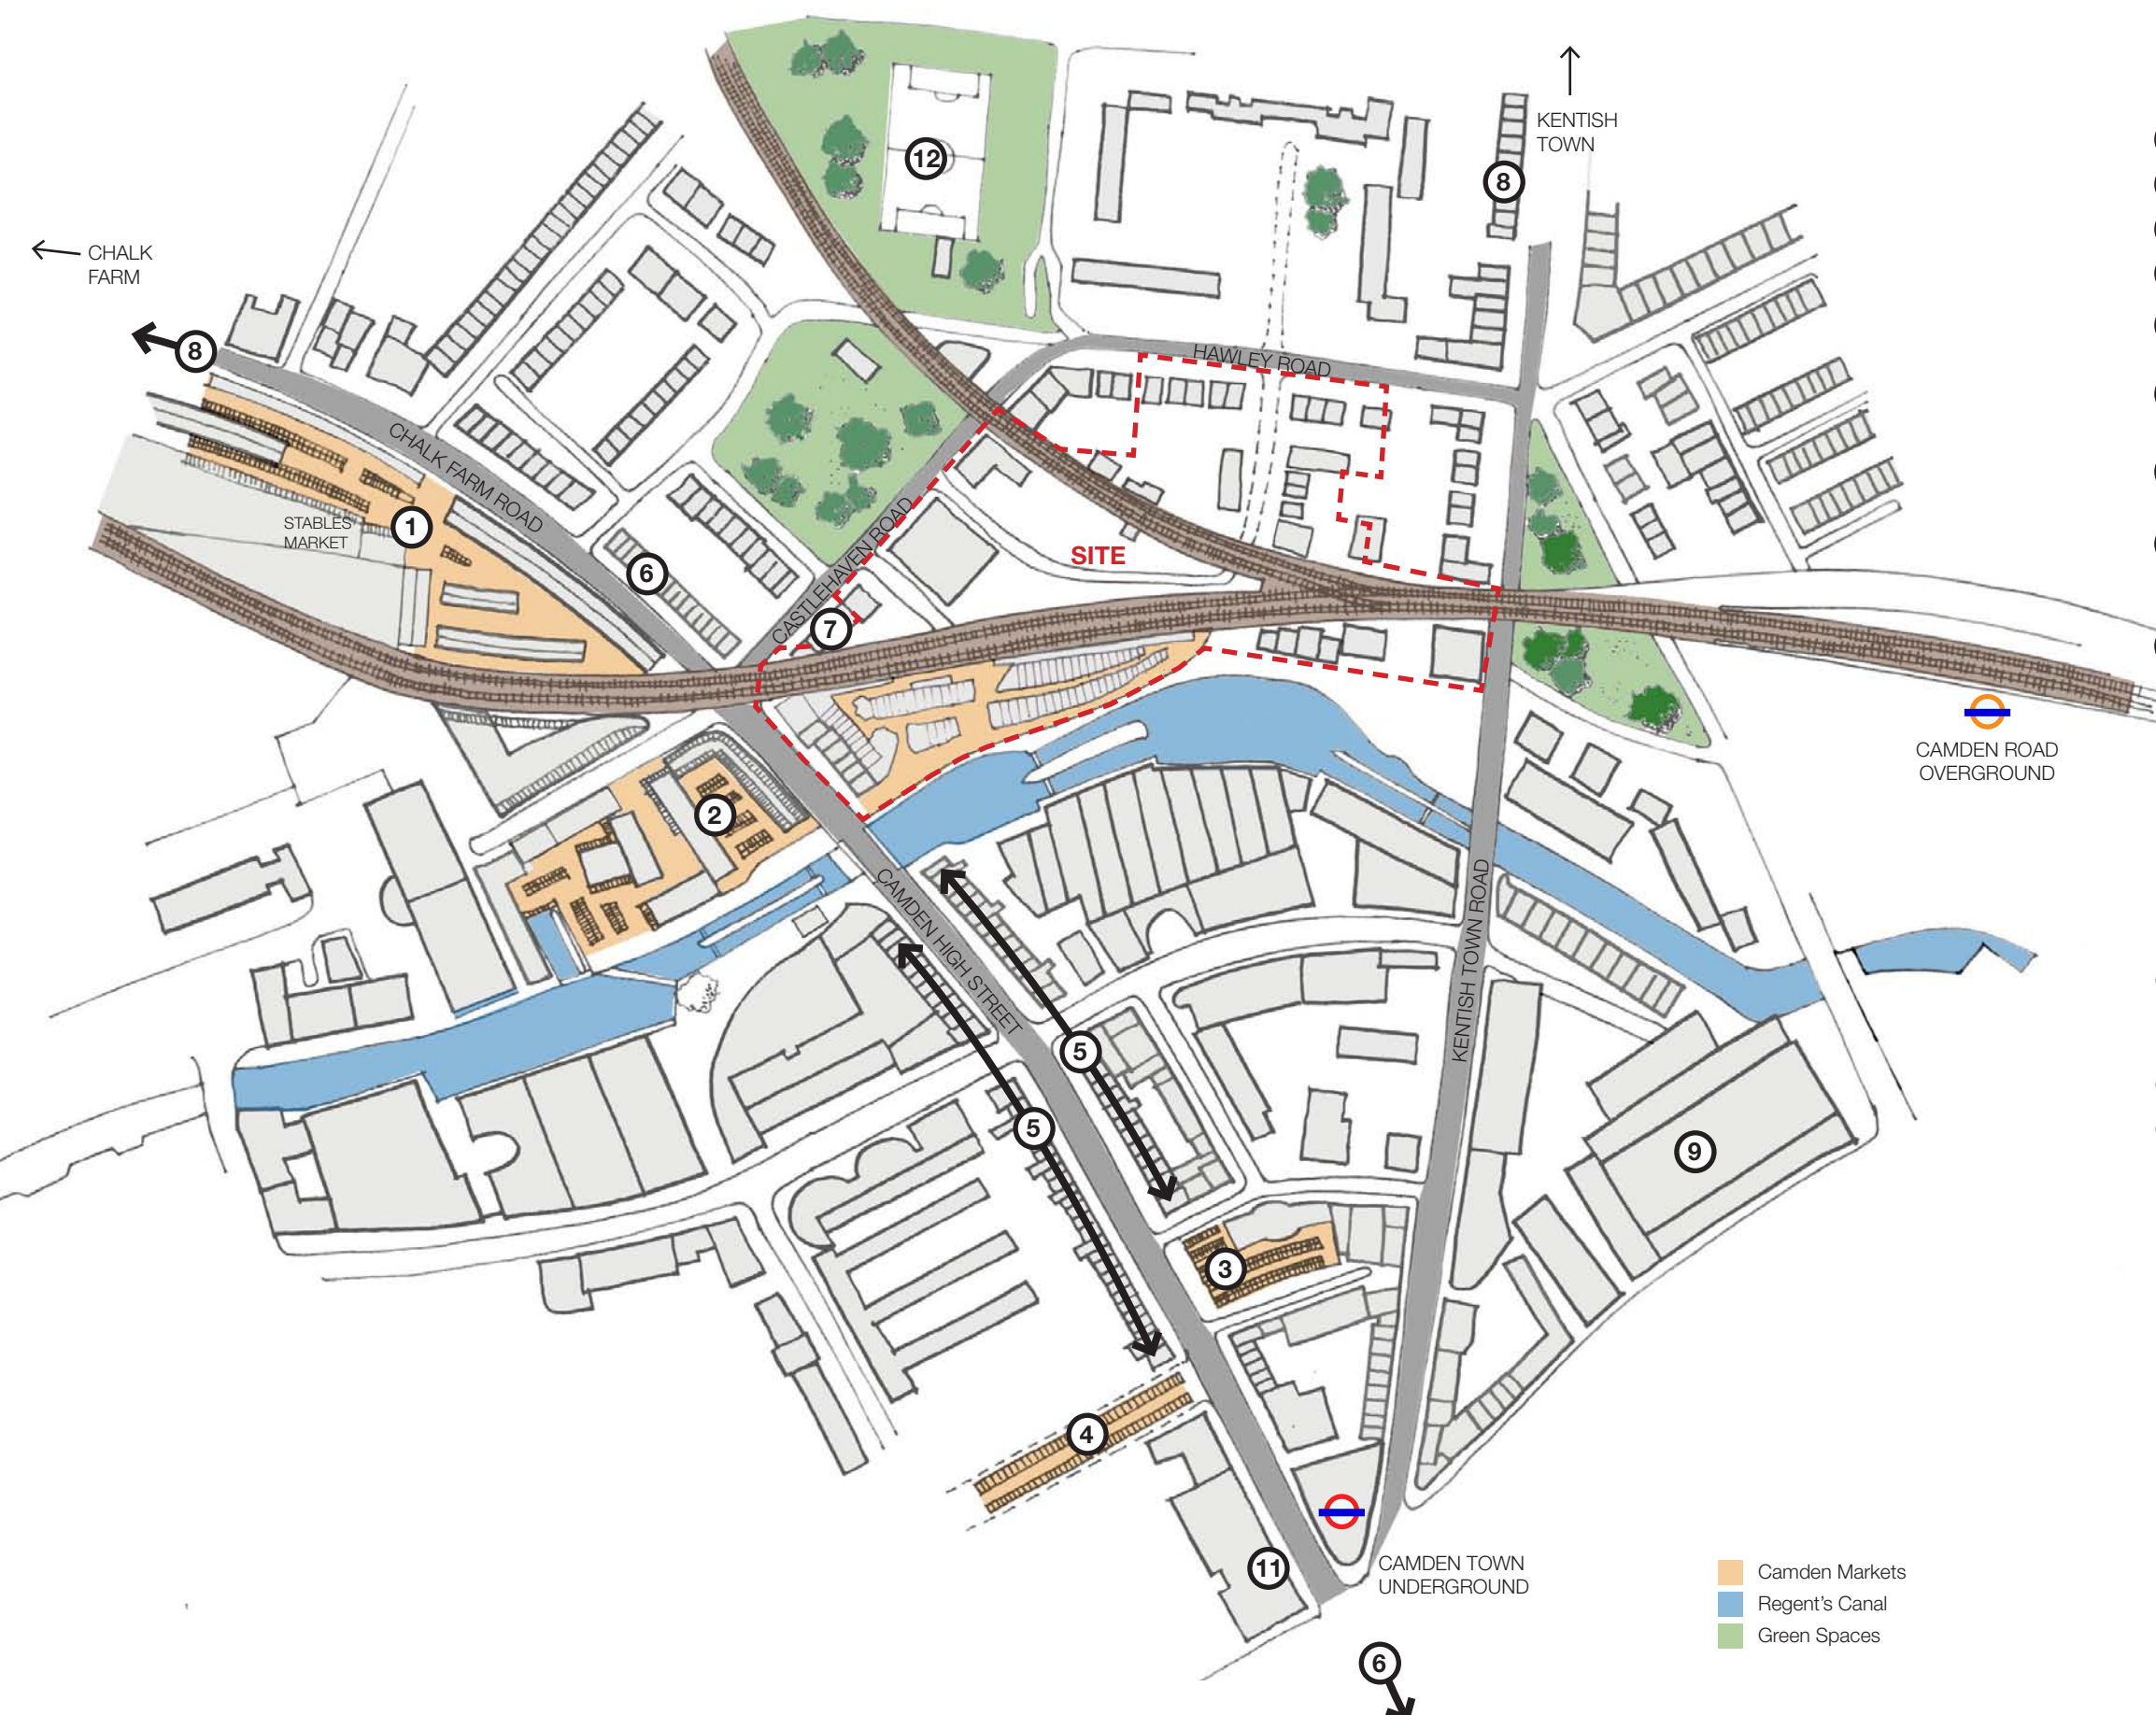 KENTISH
TOWN
12
8
CHALK
FARM
8
HAWLEY ROAD
CHALK FARM ROAD
STABLES
MARKET
1
CASTLEHAVEN ROAD
SITE
6
7
CAMDEN ROAD
OVERGROUND
2
CAMDEN HIGH STREET
KENTISH TOWN ROAD
5
5
9
3
4
11
CAMDEN TOWN
UNDERGROUND
6
Camden Markets
Regent's Canal
Green Spaces